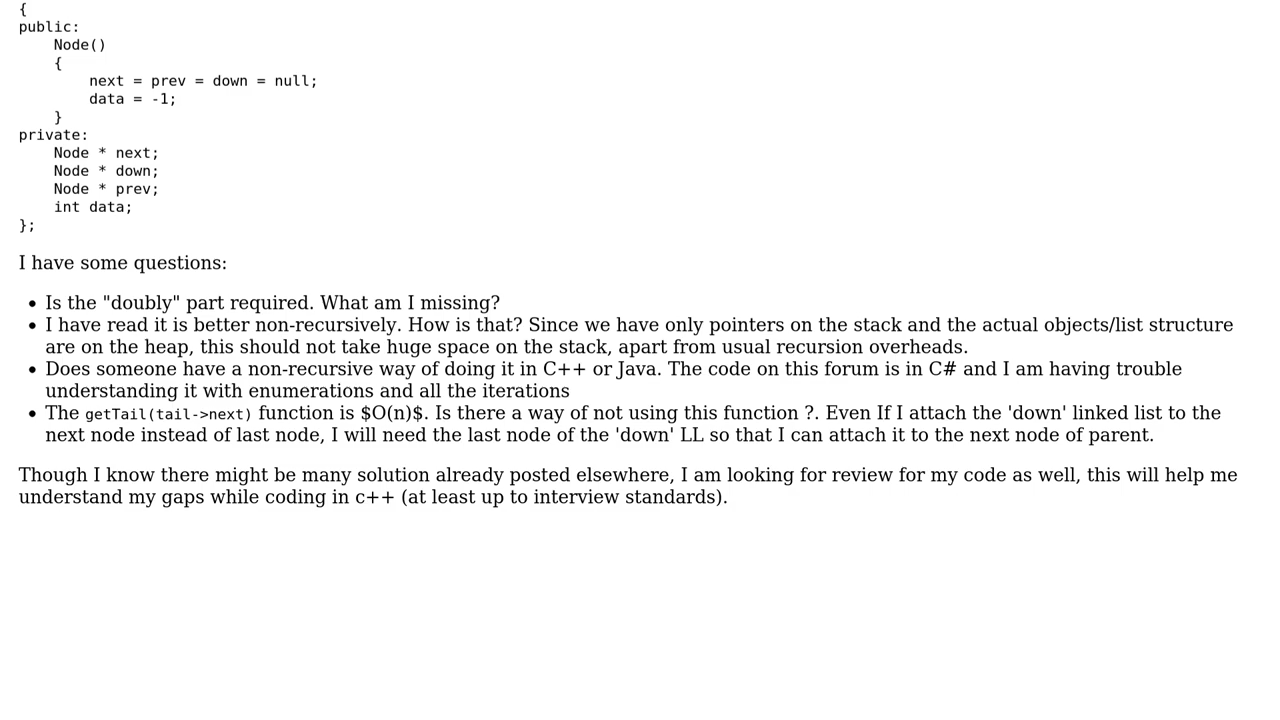 {
public:
    Node()
    {
        next = prev = down = null;
        data = -1;
    }
private:
    Node * next;
    Node * down;
    Node * prev;
    int data;
};
I have some questions:
• Is the "doubly" part required. What am I missing?
• I have read it is better non-recursively. How is that? Since we have only pointers on the stack and the actual objects/list structure
are on the heap, this should not take huge space on the stack, apart from usual recursion overheads.
• Does someone have a non-recursive way of doing it in C++ or Java. The code on this forum is in C# and I am having trouble
understanding it with enumerations and all the iterations
• The getTail(tail->next) function is $O(n)$. Is there a way of not using this function ?. Even If I attach the 'down' linked list to the
next node instead of last node, I will need the last node of the 'down' LL so that I can attach it to the next node of parent.
Though I know there might be many solution already posted elsewhere, I am looking for review for my code as well, this will help me
understand my gaps while coding in c++ (at least up to interview standards).